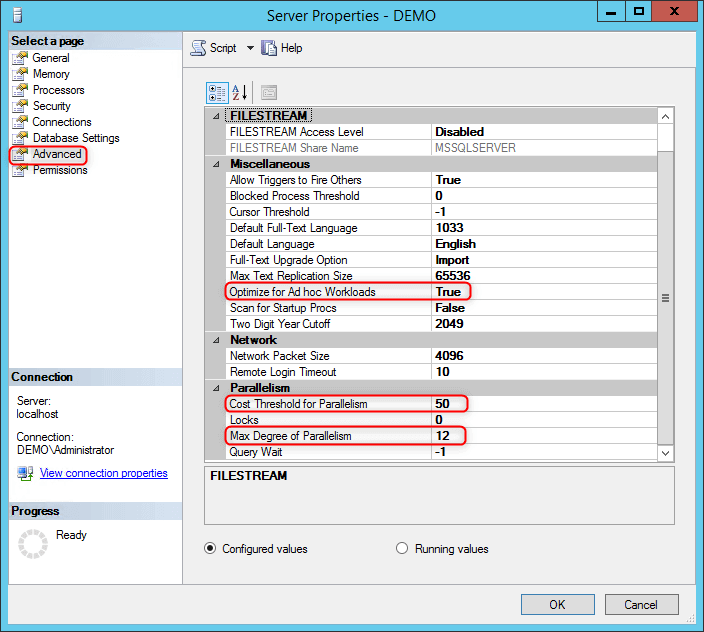 Server Properties - DEMO
Select a page
General
Memory
Processors
Security
Connections
Database Settings
Advanced
Permissions
Connection
Server:
localhost
Connection:
DEMO\Administrator
View connection properties
Progress
Ready
Script Help
FILESTREAM
FILESTREAM Access Level Disabled
FILESTREAM Share Name MSSQLSERVER
Miscellaneous
Allow Triggers to Fire Others True
Blocked Process Threshold 0
Cursor Threshold -1
Default Full-Text Language 1033
Default Language English
Full-Text Upgrade Option Import
Max Text Replication Size 65536
Optimize for Ad hoc Workloads True
Scan for Startup Procs False
Two Digit Year Cutoff 2049
Network
Network Packet Size 4096
Remote Login Timeout 10
Parallelism
Cost Threshold for Parallelism 50
Locks 0
Max Degree of Parallelism 12
Query Wait -1
FILESTREAM
Configured values Running values
OK Cancel